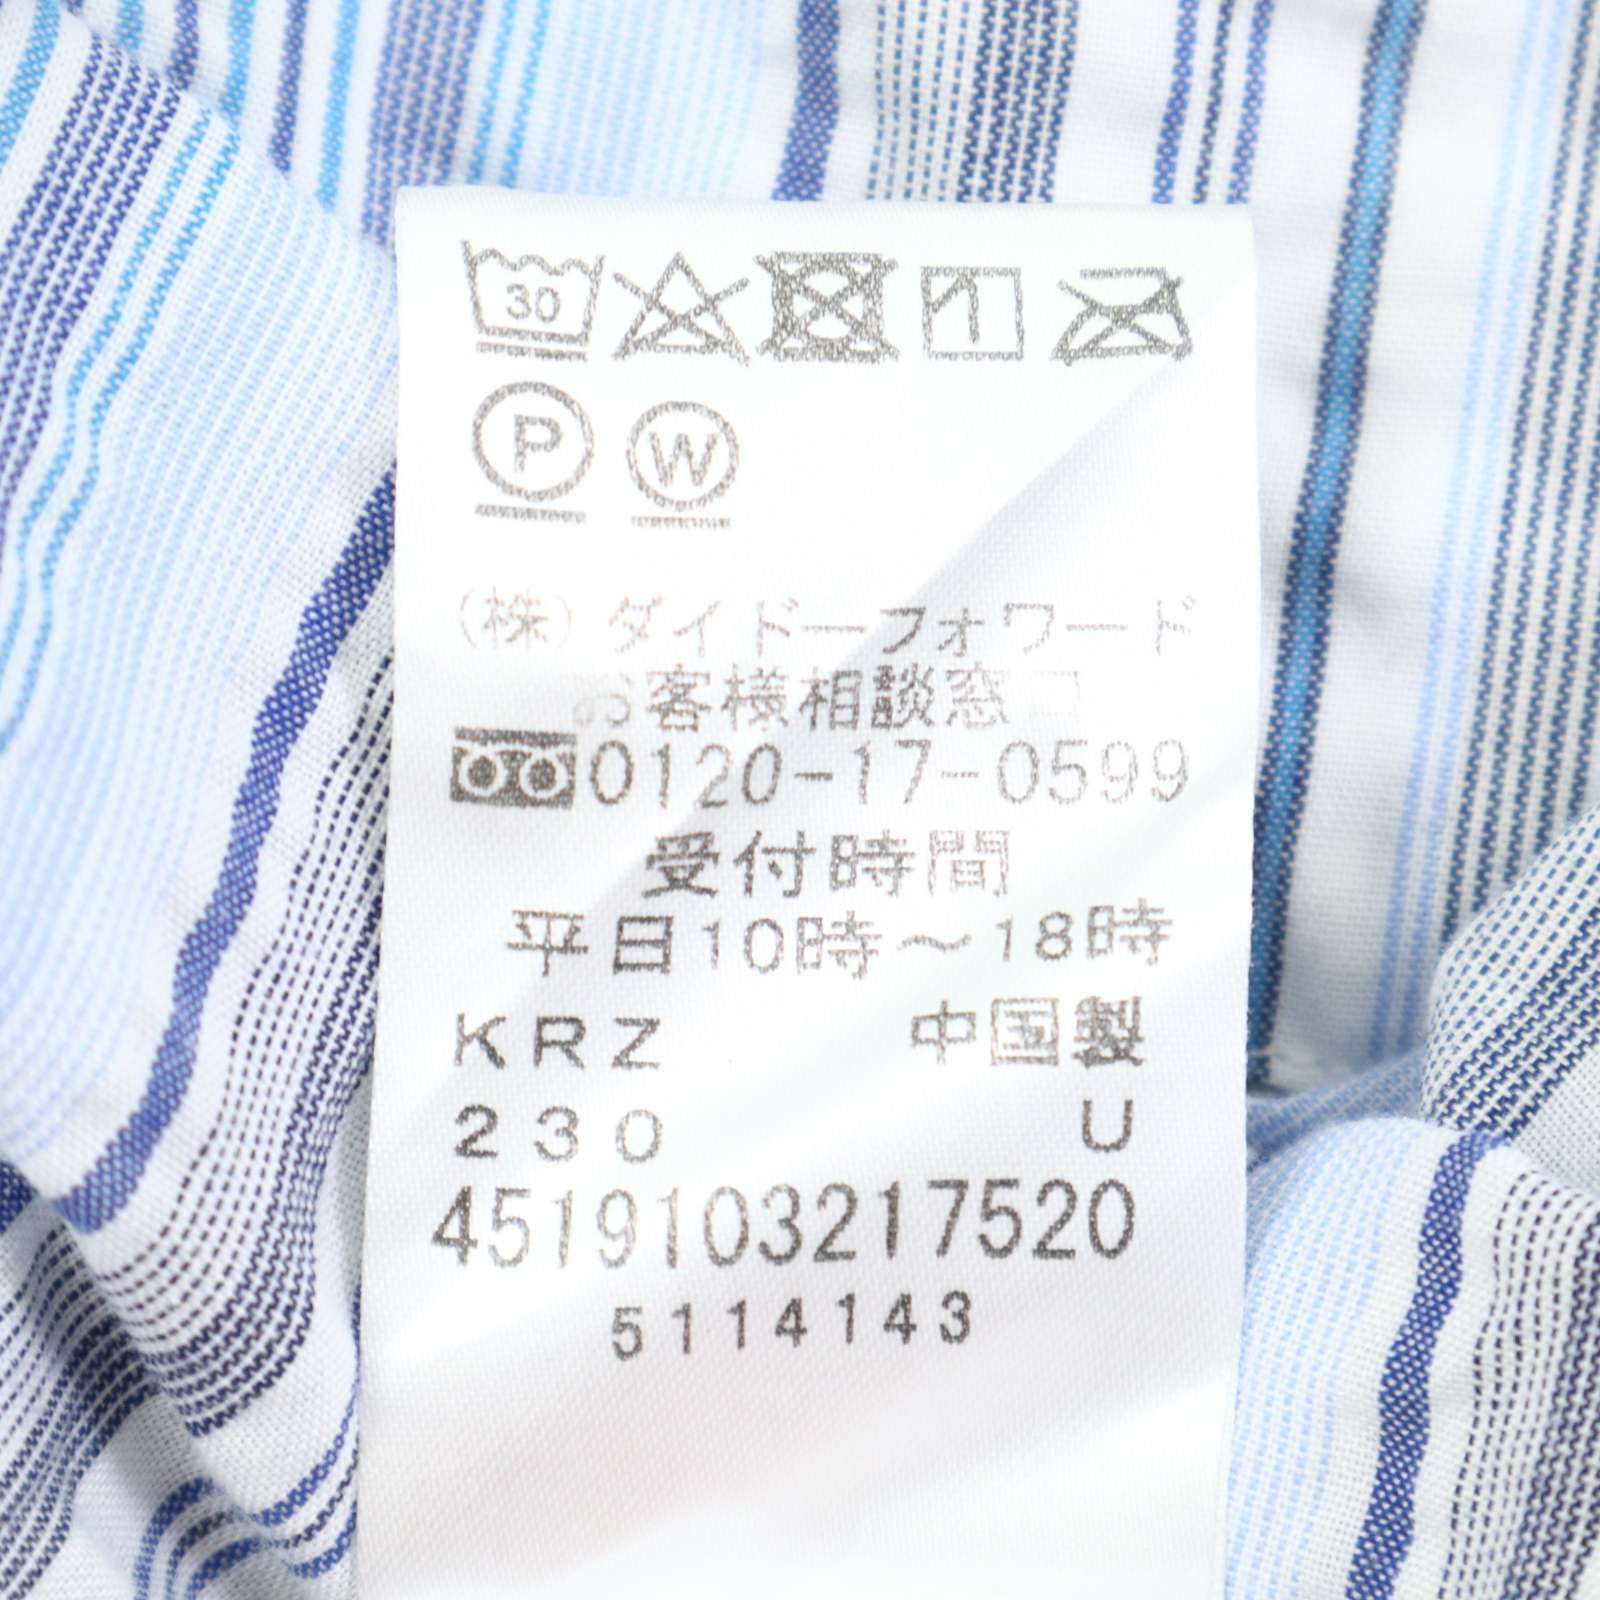 30
P W
(株)ダイドーフォワード
お客様相談窓口
0120-17-0599
受付時間
平日10時〜18時
KRZ 中国製
230 U
4519103217520
5114143